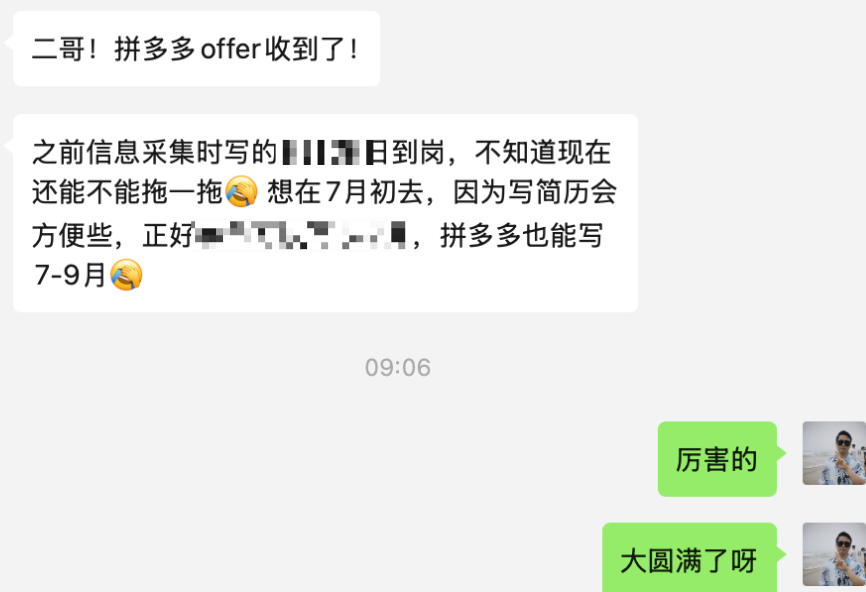 二哥！拼多多offer收到了！
之前信息采集时写的日到岗，不知道现在
还能不能拖一拖🤣 想在7月初去，因为写简历会
方便些，正好，拼多多也能写
7-9月🤣
09:06
厉害的
大圆满了呀